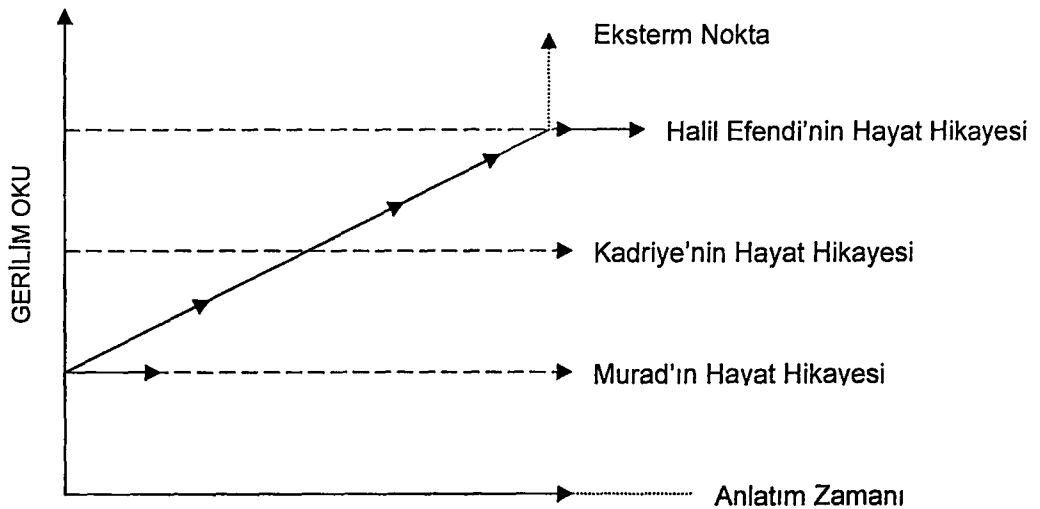 Eksterm Nokta
Halil Efendi'nin Hayat Hikayesi
GERİLİM OKU
Kadriye'nin Hayat Hikayesi
Murad'ın Hayat Hikayesi
Anlatım Zamanı